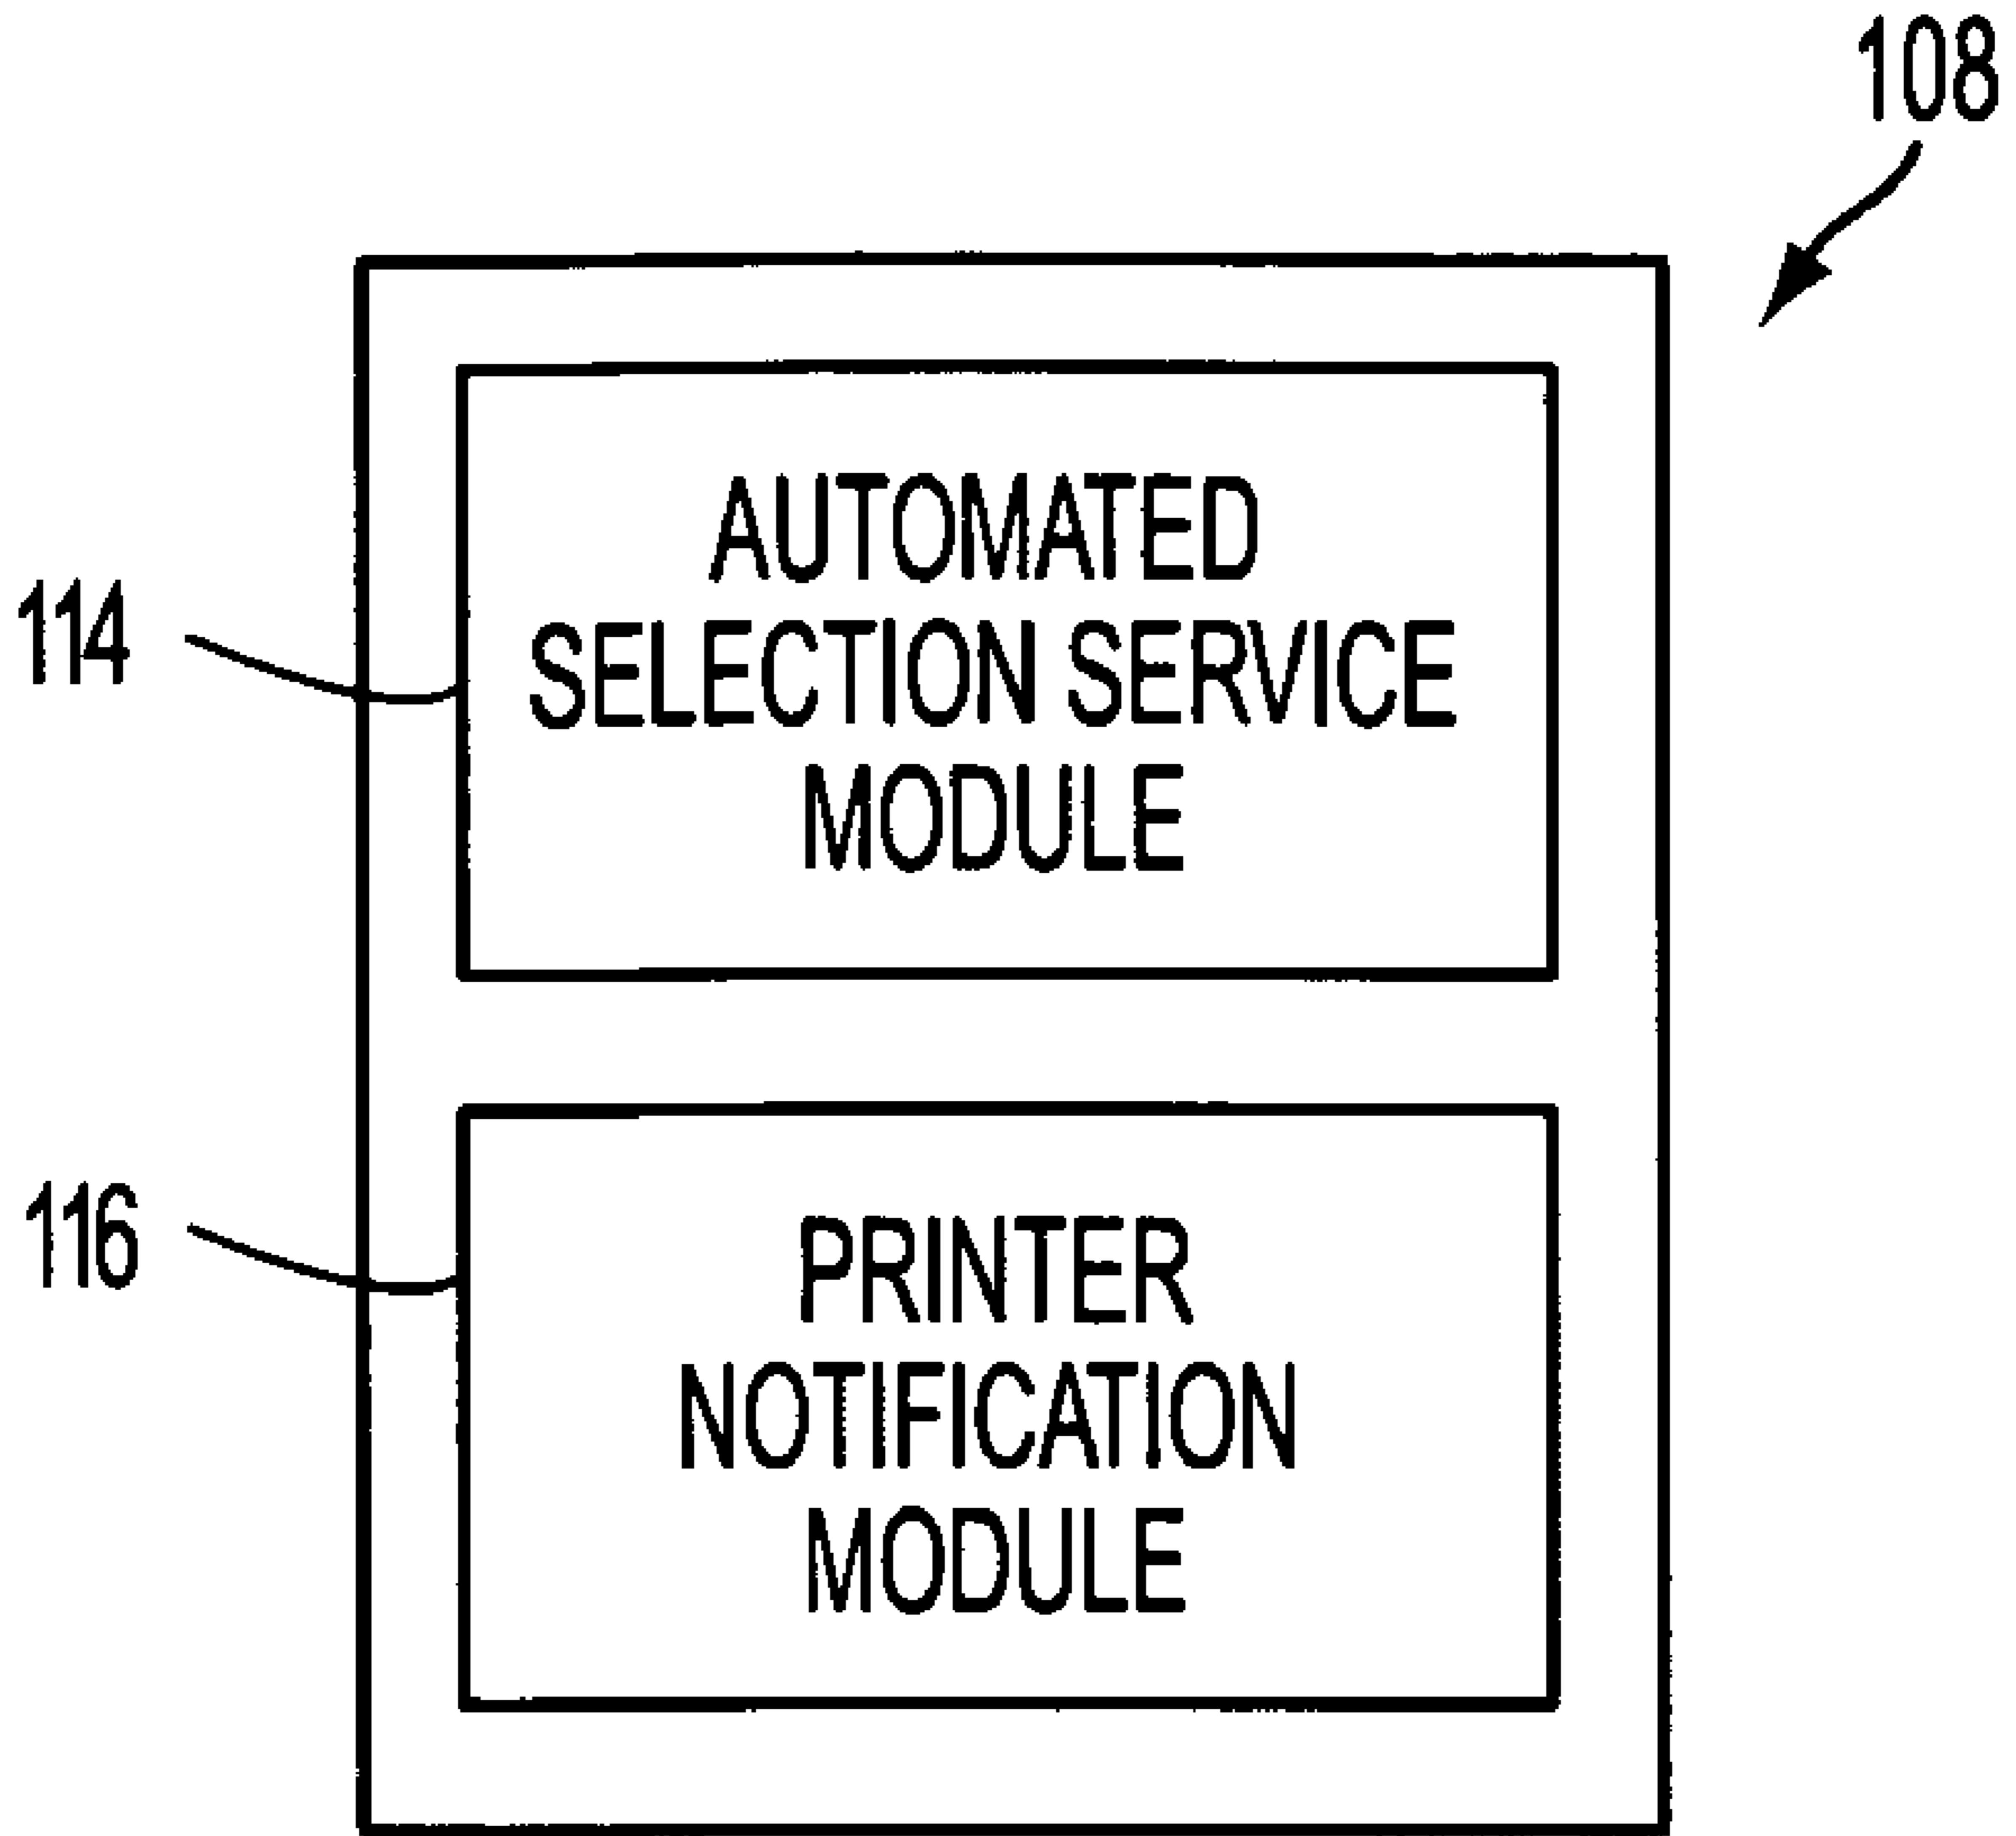 108
114
AUTOMATED
SELECTION SERVICE
MODULE
116
PRINTER
NOTIFICATION
MODULE